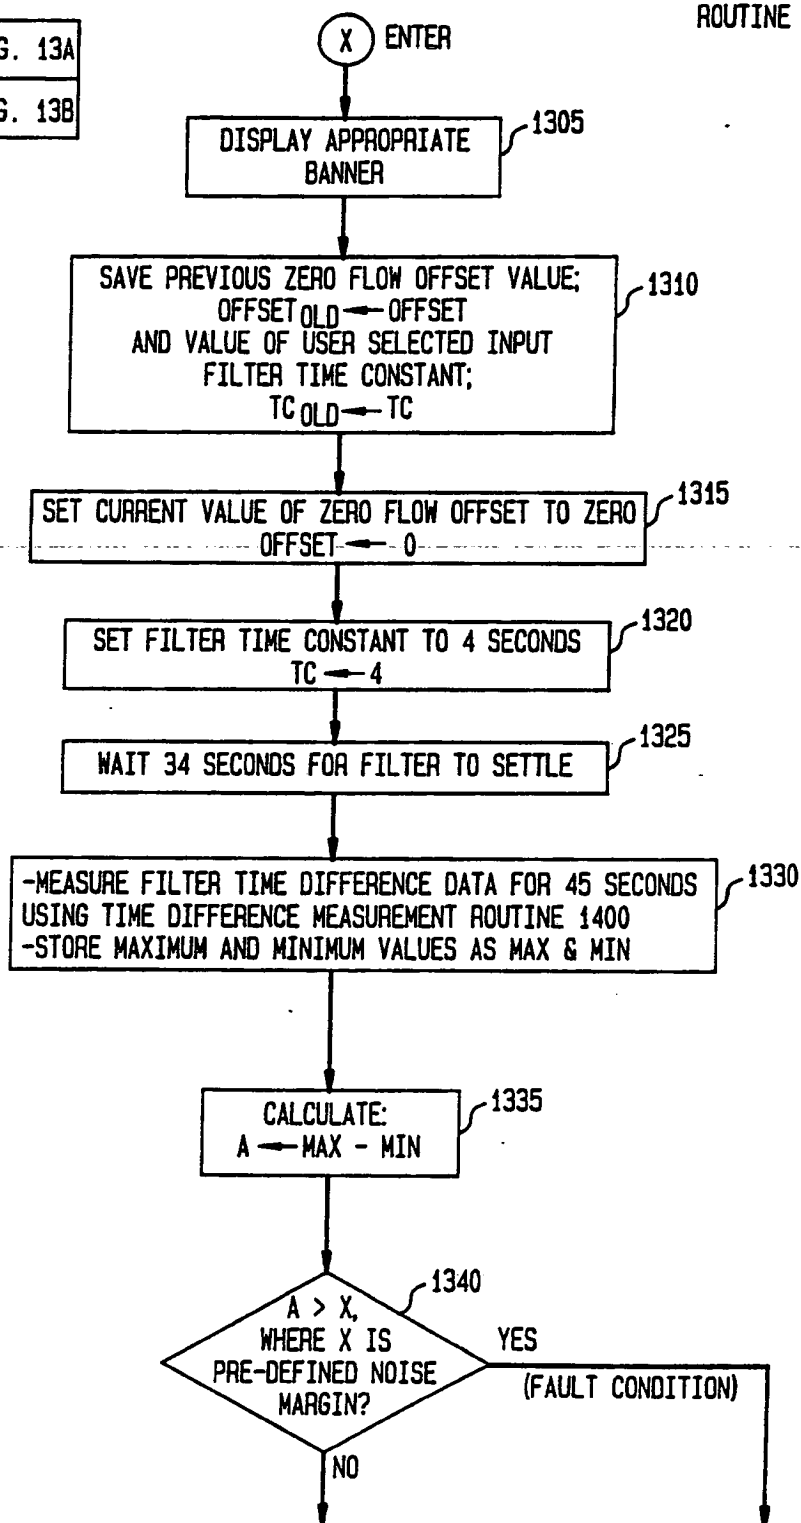 ROUTINE
G. 13A
G. 13B
X ENTER
1305
DISPLAY APPROPRIATE
BANNER
1310
SAVE PREVIOUS ZERO FLOW OFFSET VALUE;
OFFSET OLD ← OFFSET
AND VALUE OF USER SELECTED INPUT
FILTER TIME CONSTANT;
TC OLD ← TC
1315
SET CURRENT VALUE OF ZERO FLOW OFFSET TO ZERO
OFFSET ← 0
1320
SET FILTER TIME CONSTANT TO 4 SECONDS
TC ← 4
1325
WAIT 34 SECONDS FOR FILTER TO SETTLE
1330
-MEASURE FILTER TIME DIFFERENCE DATA FOR 45 SECONDS
USING TIME DIFFERENCE MEASUREMENT ROUTINE 1400
-STORE MAXIMUM AND MINIMUM VALUES AS MAX & MIN
1335
CALCULATE:
A ← MAX - MIN
1340
A > X,
WHERE X IS
PRE-DEFINED NOISE
MARGIN?
YES
(FAULT CONDITION)
NO